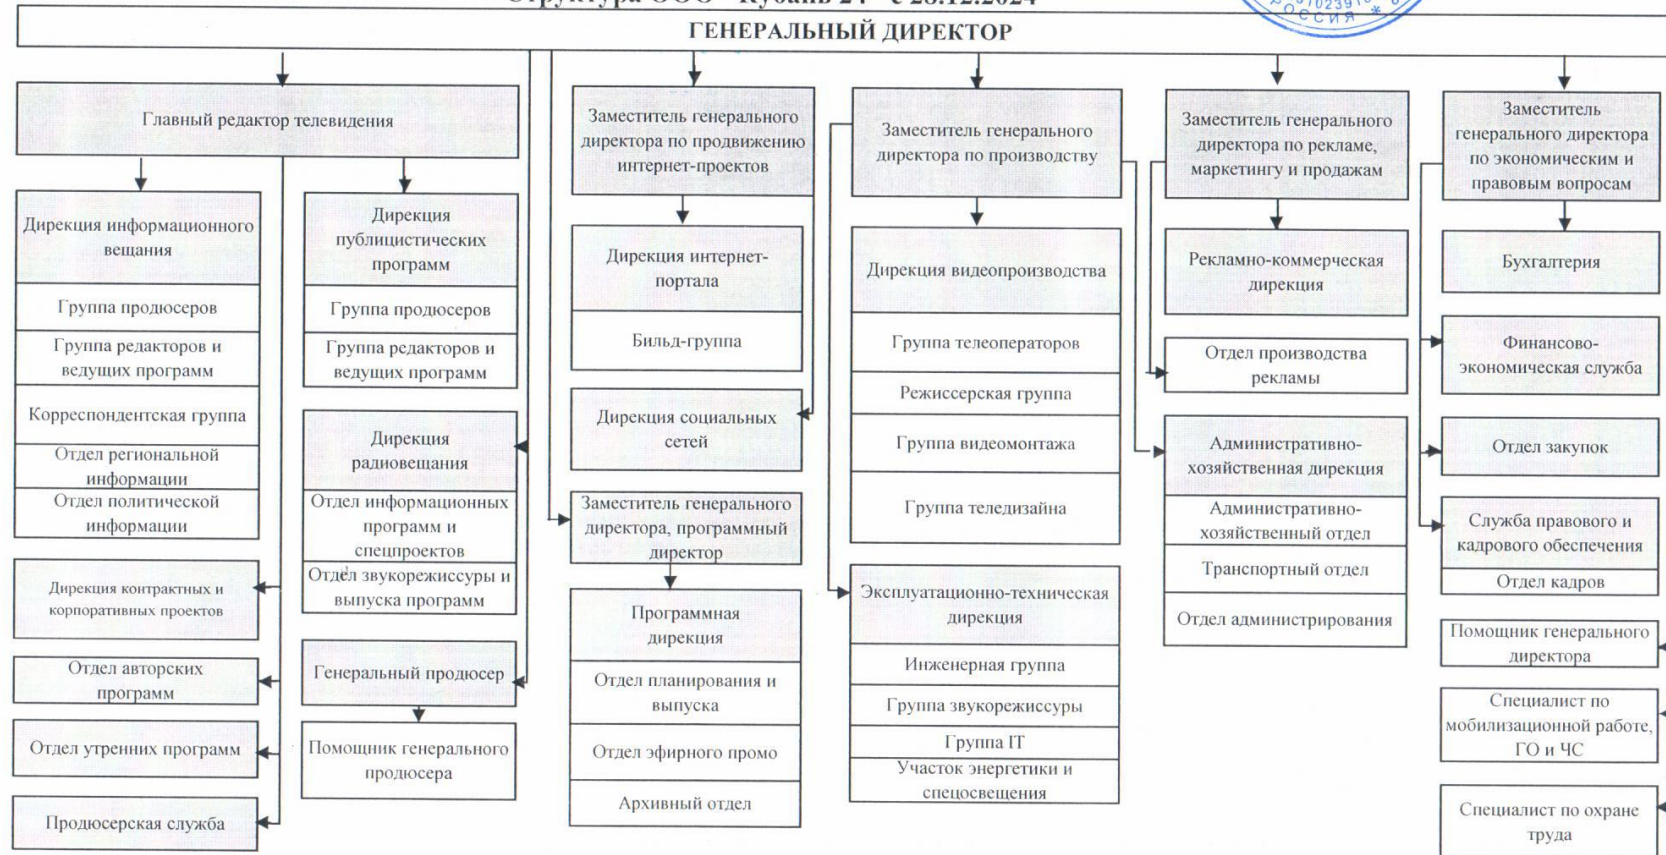 Структура ООО "Кубань 24" с 28.12.2024
РОССИЯ *
ГЕНЕРАЛЬНЫЙ ДИРЕКТОР
Главный редактор телевидения
Дирекция информационного
вещания
Группа продюсеров
Группа редакторов и
ведущих программ
Корреспондентская группа
Отдел региональной
информации
Отдел политической
информации
Дирекция контрактных и
корпоративных проектов
Отдел авторских
программ
Отдел утренних программ
Продюсерская служба
Дирекция
публицистических
программ
Группа продюсеров
Группа редакторов и
ведущих программ
Дирекция
радиовещания
Отдел информационных
программ и
спецпроектов
Отдел звукорежиссуры и
выпуска программ
Генеральный продюсер
Помощник генерального
продюсера
Заместитель генерального
директора по продвижению
интернет-проектов
Дирекция интернет-
портала
Бильд-группа
Дирекция социальных
сетей
Заместитель генерального
директора, программный
директор
Программная
дирекция
Отдел планирования и
выпуска
Отдел эфирного промо
Архивный отдел
Заместитель генерального
директора по производству
Дирекция видеопроизводства
Группа телеоператоров
Режиссерская группа
Группа видеомонтажа
Группа теледизайна
Эксплуатационно-техническая
дирекция
Инженерная группа
Группа звукорежиссуры
Группа IT
Участок энергетики и
спецосвещения
Заместитель генерального
директора по рекламе,
маркетингу и продажам
Рекламно-коммерческая
дирекция
Отдел производства
рекламы
Административно-
хозяйственная дирекция
Административно-
хозяйственный отдел
Транспортный отдел
Отдел администрирования
Заместитель
генерального директора
по экономическим и
правовым вопросам
Бухгалтерия
Финансово-
экономическая служба
Отдел закупок
Служба правового и
кадрового обеспечения
Отдел кадров
Помощник генерального
директора
Специалист по
мобилизационной работе,
ГО и ЧС
Специалист по охране
труда